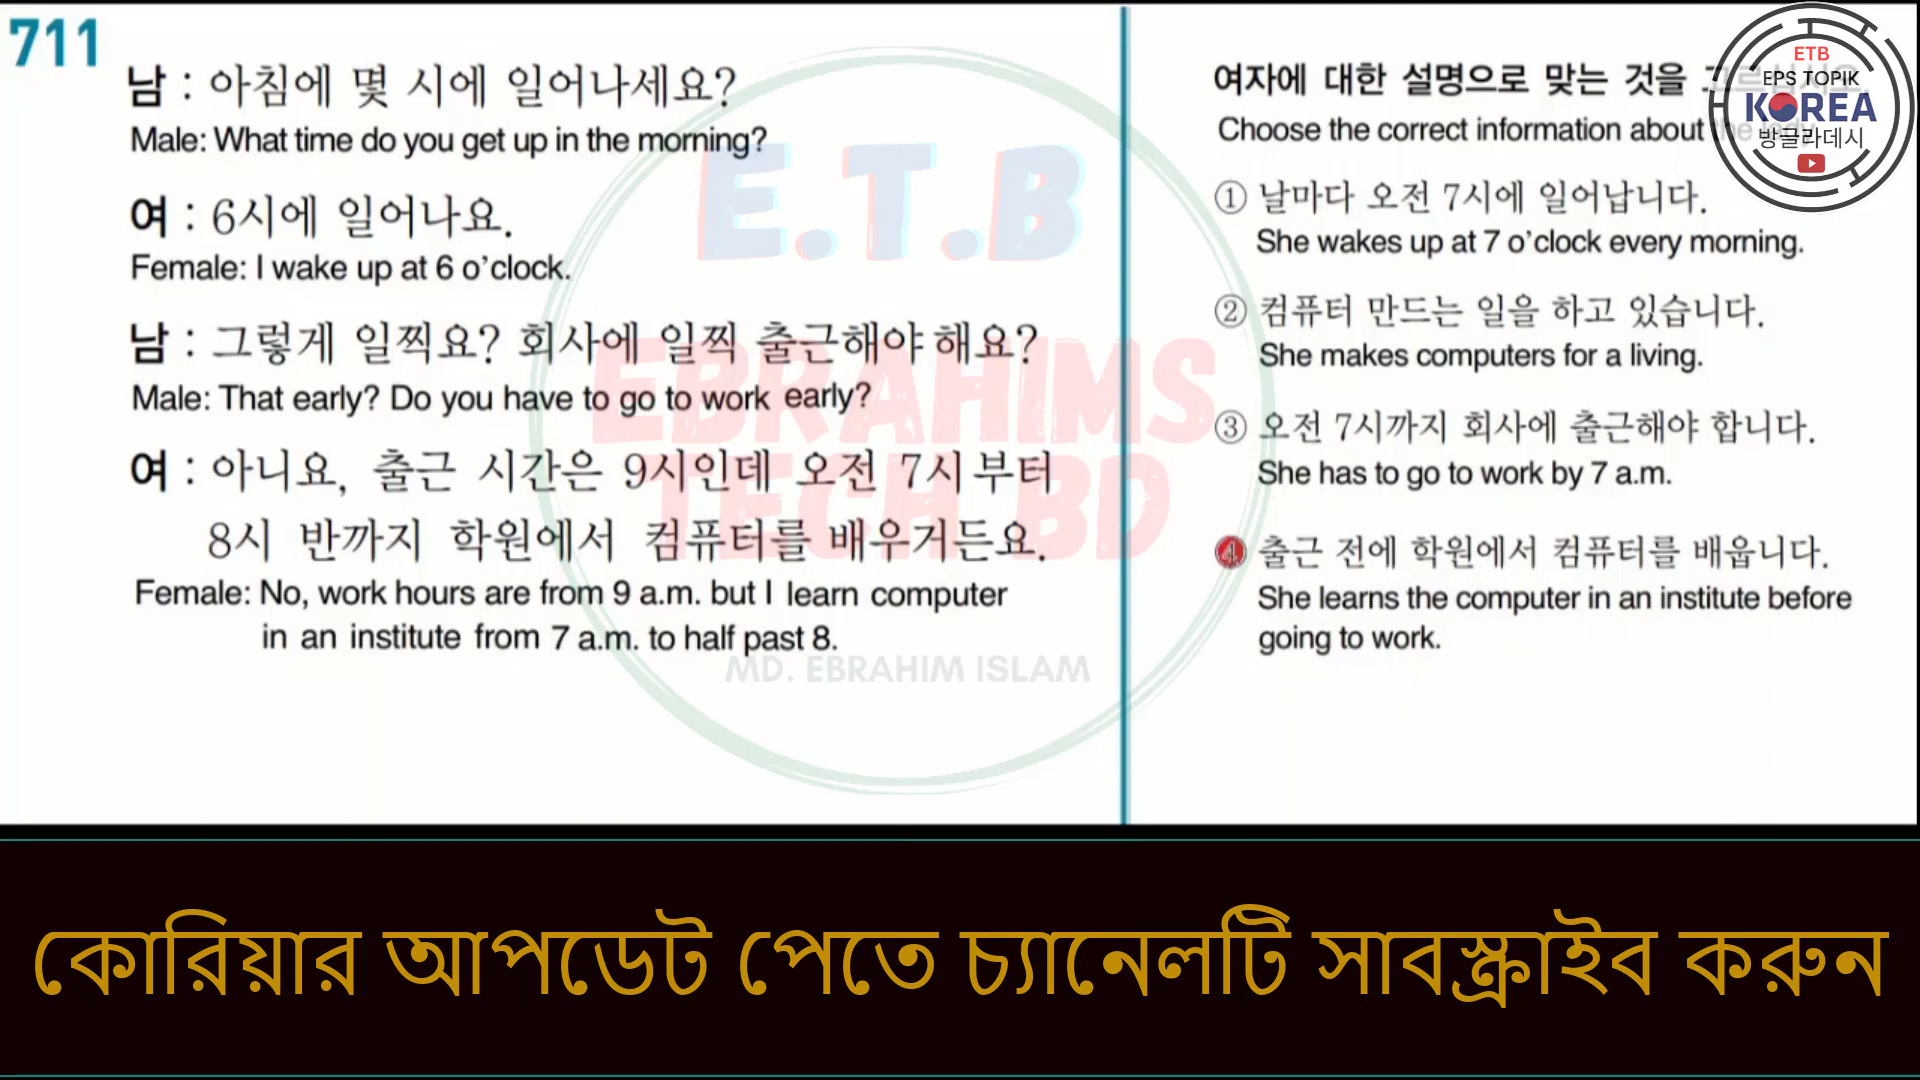 711
남 : 아침에 몇 시에 일어나세요?
Male: What time do you get up in the morning?
여 : 6시에 일어나요.
Female: I wake up at 6 o’clock.
남 : 그렇게 일찍요? 회사에 일찍 출근해야 해요?
Male: That early? Do you have to go to work early?
여 : 아니요, 출근 시간은 9시인데 오전 7시 부터
8시 반까지 학원에서 컴퓨터를 배우거든요.
Female: No, work hours are from 9 a.m. but I learn computer
in an institute from 7 a.m. to half past 8.
E.T.B
EBRAHIMS
TECH BD
MD. EBRAHIM ISLAM
여자에 대한 설명으로 맞는 것을
Choose the correct information about the
① 날마다 오전 7시에 일어납니다.
She wakes up at 7 o’clock every morning.
② 컴퓨터 만드는 일을 하고 있습니다.
She makes computers for a living.
③ 오전 7시까지 회사에 출근해야 합니다.
She has to go to work by 7 a.m.
④ 출근 전에 학원에서 컴퓨터를 배웁니다.
She learns the computer in an institute before
going to work.
ETB
EPS TOPIK
KOREA
방글라데시
কোরিয়ার আপডেট পেতে চ্যানেলটি সাবস্ক্রাইব করুন